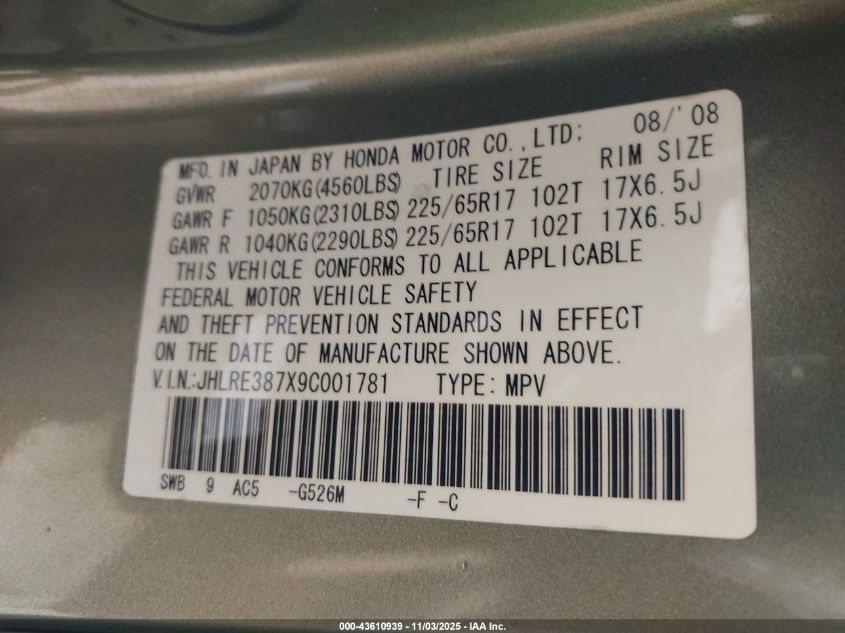 MFD. IN JAPAN BY HONDA MOTOR CO.,LTD; 08/'08
GVWR 2070KG(4560LBS) TIRE SIZE RIM SIZE
GAWR F 1050KG(2310LBS) 225/65R17 102T 17X6.5J
GAWR R 1040KG(2290LBS) 225/65R17 102T 17X6.5J
THIS VEHICLE CONFORMS TO ALL APPLICABLE
FEDERAL MOTOR VEHICLE SAFETY
AND THEFT PREVENTION STANDARDS IN EFFECT
ON THE DATE OF MANUFACTURE SHOWN ABOVE.
V.I.N.:JHLRE387X9C001781 TYPE: MPV
SWB 9 AC5 -G526M -F -C
000-43610939 - 11/03/2025 - IAA Inc.